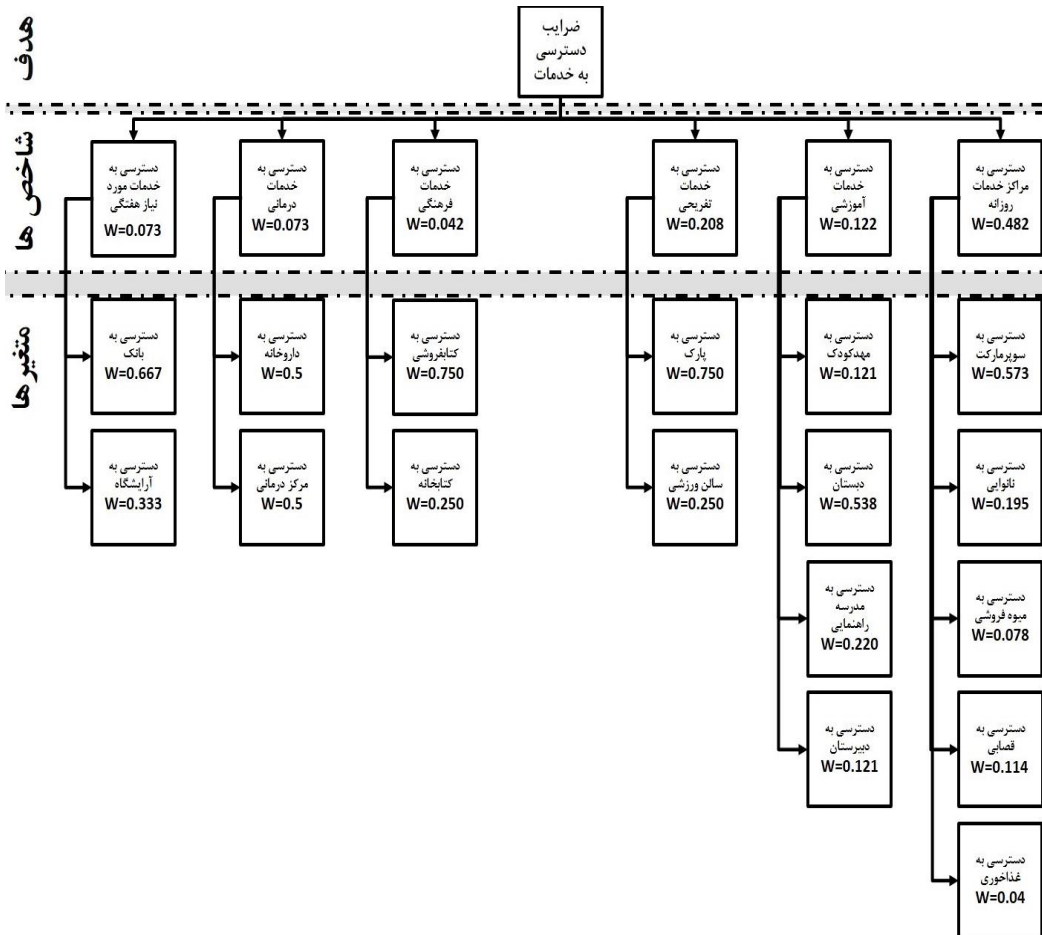 هدف
ضرایب
دسترسی
به خدمات
شاخص ها
دسترسی به
مراکز خدمات
روزانه
W=0.482
دسترسی به
خدمات
آموزشی
W=0.122
دسترسی به
خدمات
تفریحی
W=0.208
دسترسی به
خدمات
فرهنگی
W=0.042
دسترسی به
خدمات
درمانی
W=0.073
دسترسی به
خدمات مورد
نیاز هفتگی
W=0.073
متغیرها
دسترسی به
سوپرمارکت
W=0.573
دسترسی به
مهدکودک
W=0.121
دسترسی به
پارک
W=0.750
دسترسی به
کتابفروشی
W=0.750
دسترسی به
داروخانه
W=0.5
دسترسی به
بانک
W=0.667
دسترسی به
نانوایی
W=0.195
دسترسی به
دبستان
W=0.538
دسترسی به
سالن ورزشی
W=0.250
دسترسی به
کتابخانه
W=0.250
دسترسی به
مرکز درمانی
W=0.5
دسترسی به
آرایشگاه
W=0.333
دسترسی به
میوه فروشی
W=0.078
دسترسی به
مدرسه
راهنمایی
W=0.220
دسترسی به
قصابی
W=0.114
دسترسی به
دبیرستان
W=0.121
دسترسی به
غذاخوری
W=0.04